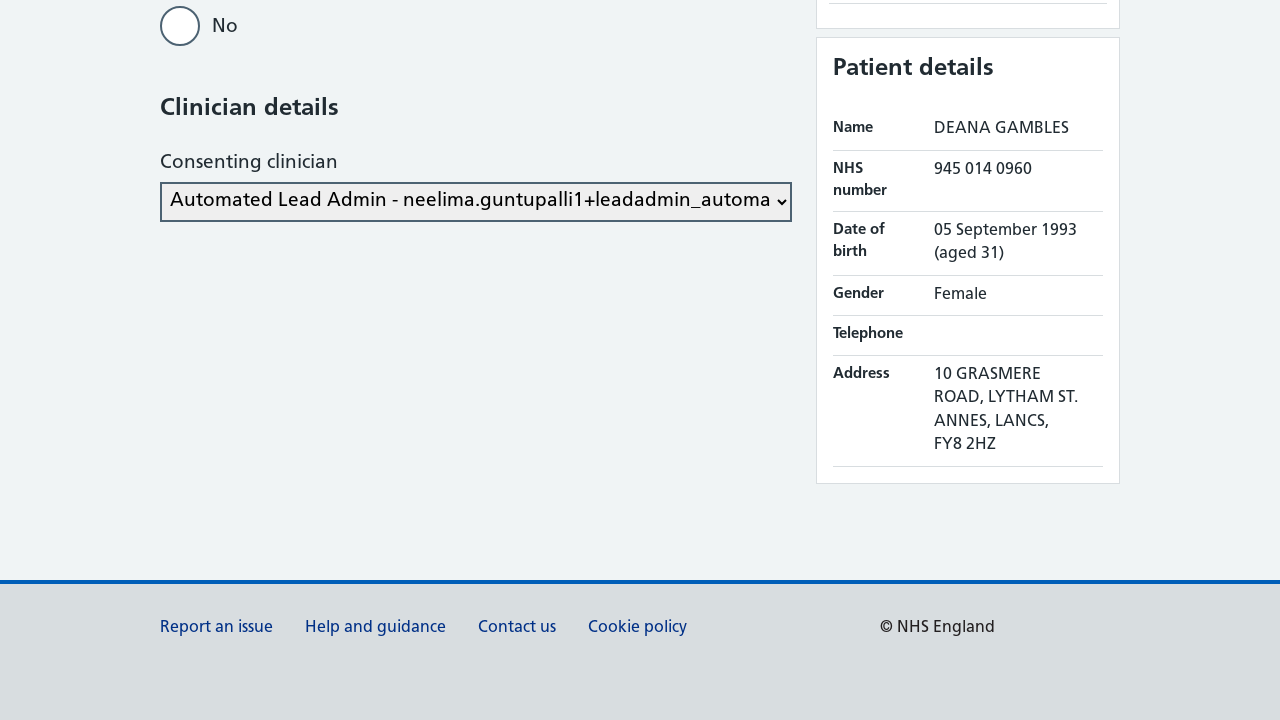 No
Clinician details
Consenting clinician
Automated Lead Admin - neelima.guntupalli1+leadadmin_automa
Patient details
Name DEANA GAMBLES
NHS number 945 014 0960
Date of birth 05 September 1993 (aged 31)
Gender Female
Telephone
Address 10 GRASMERE
ROAD, LYTHAM ST.
ANNES, LANCS,
FY8 2HZ
Report an issue Help and guidance Contact us Cookie policy © NHS England